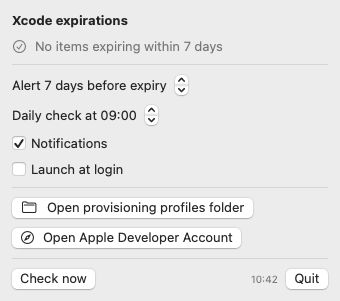 Xcode expirations
No items expiring within 7 days
Alert 7 days before expiry
Daily check at 09:00
Notifications
Launch at login
Open provisioning profiles folder
Open Apple Developer Account
Check now 10:42 Quit